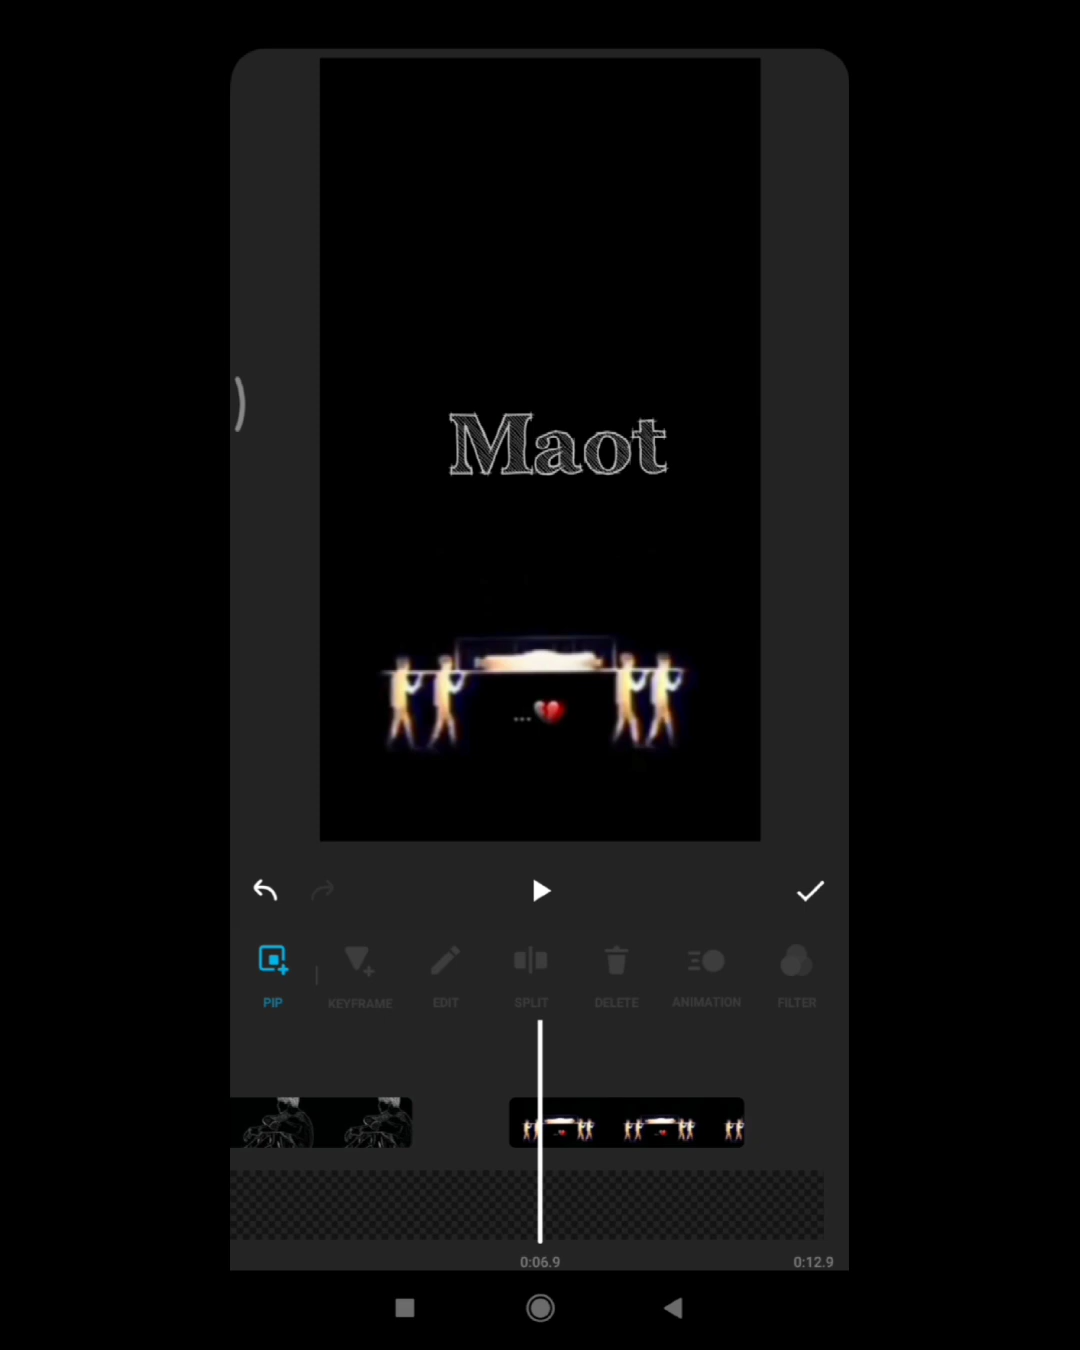 Maot
...💔
PIP
KEYFRAME
EDIT
SPLIT
DELETE
ANIMATION
FILTER
0:06.9
0:12.9